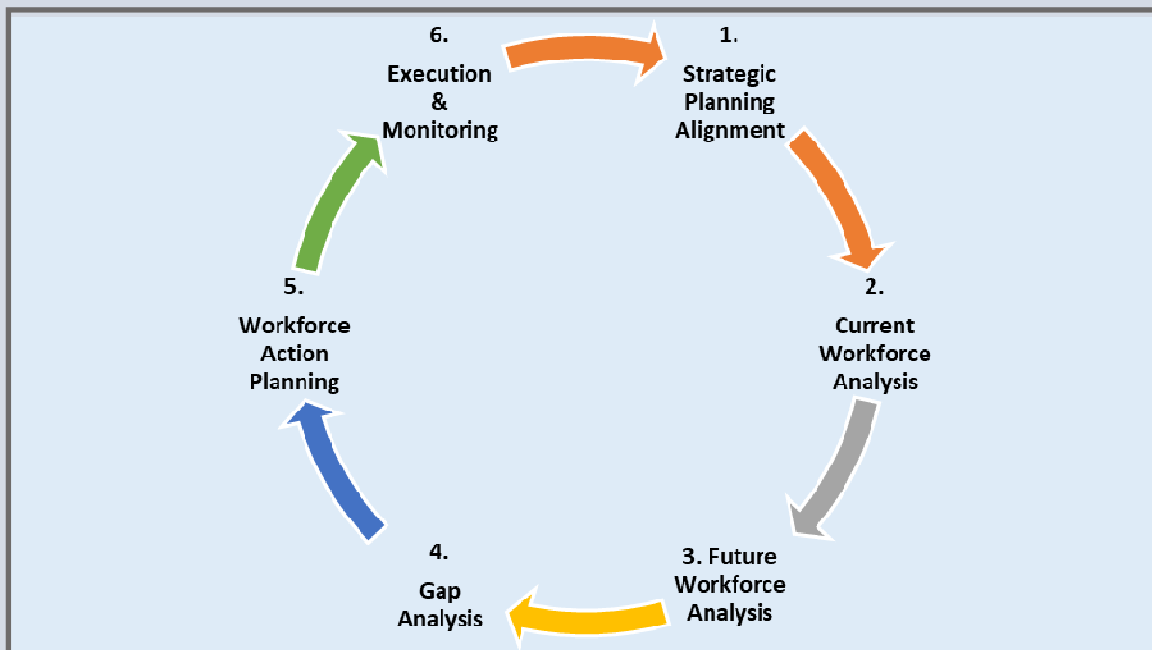 1.
Strategic
Planning
Alignment
2.
Current
Workforce
Analysis
3. Future
Workforce
Analysis
4.
Gap
Analysis
5.
Workforce
Action
Planning
6.
Execution
&
Monitoring